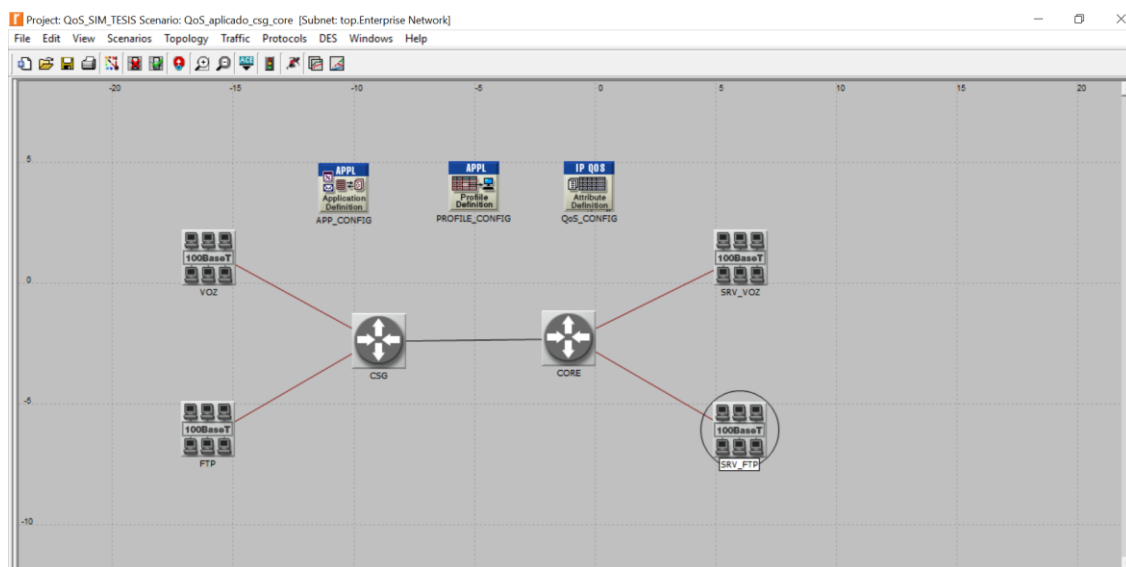 Project: QoS_SIM_TESIS Scenario: QoS_aplicado_csg_core [Subnet: top.Enterprise Network]
File Edit View Scenarios Topology Traffic Protocols DES Windows Help
ACE
-20 -15 -10 -5 0 5 10 15 20
5
APPL
Application
Definition
APP_CONFIG
APPL
Profile
Definition
PROFILE_CONFIG
IP QOS
Attribute
Definition
QoS_CONFIG
100BaseT
VOZ
100BaseT
SRV_VOZ
0
CSG
CORE
-5
100BaseT
FTP
100BaseT
SRV_FTP
-10